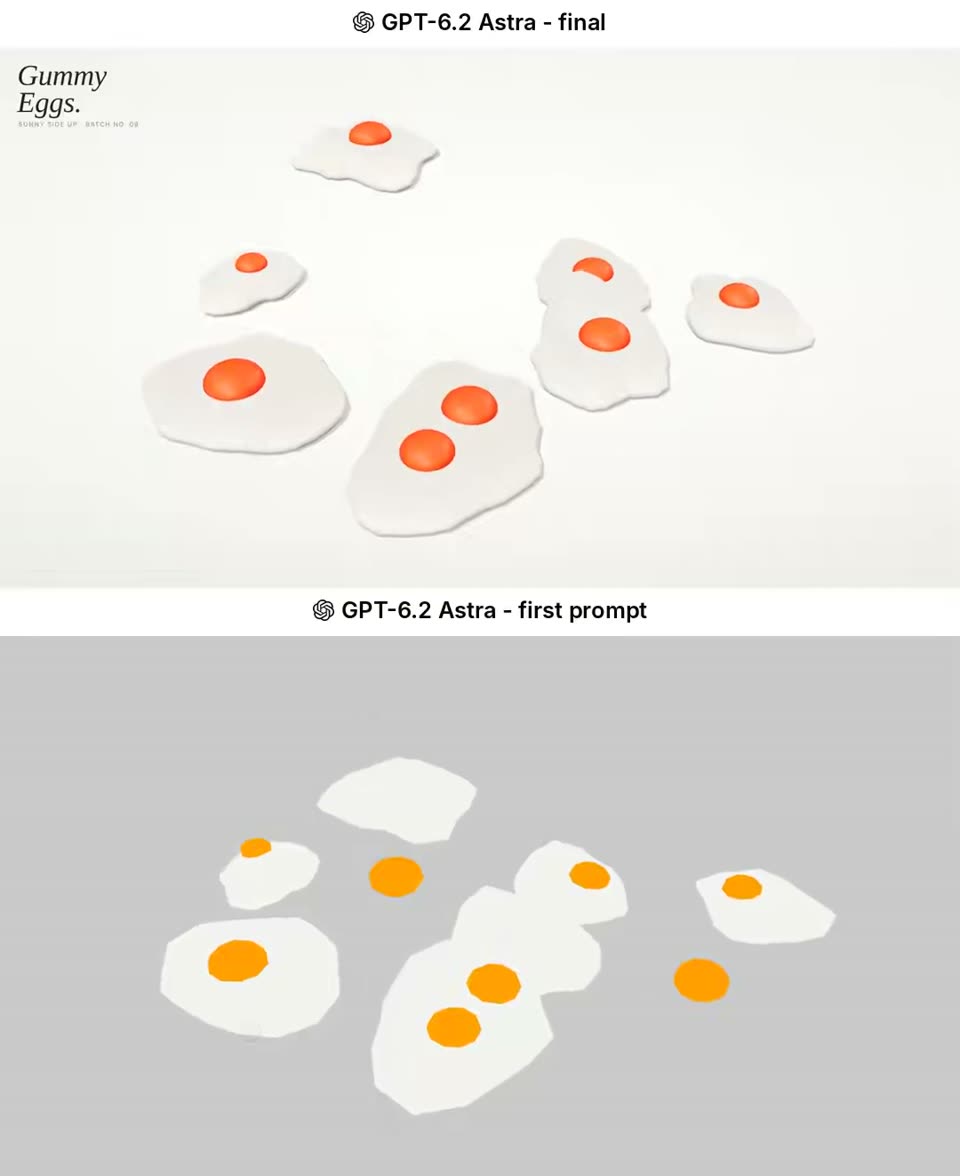 GPT-6.2 Astra - final
Gummy
Eggs.
SUNNY SIDE UP BATCH NO. 09
GPT-6.2 Astra - first prompt